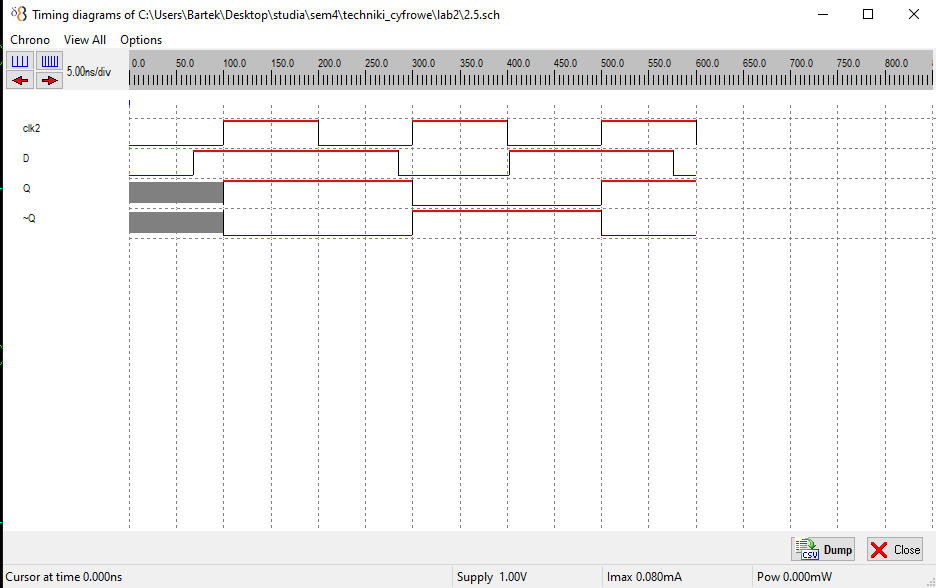 Timing diagrams of C:\Users\Bartek\Desktop\studia\sem4\techniki_cyfrowe\lab2\2.5.sch
Chrono View All Options
5.00ns/div
0.0 50.0 100.0 150.0 200.0 250.0 300.0 350.0 400.0 450.0 500.0 550.0 600.0 650.0 700.0 750.0 800.0
clk2
D
Q
~Q
CSV Dump Close
Cursor at time 0.000ns Supply 1.00V Imax 0.080mA Pow 0.000mW